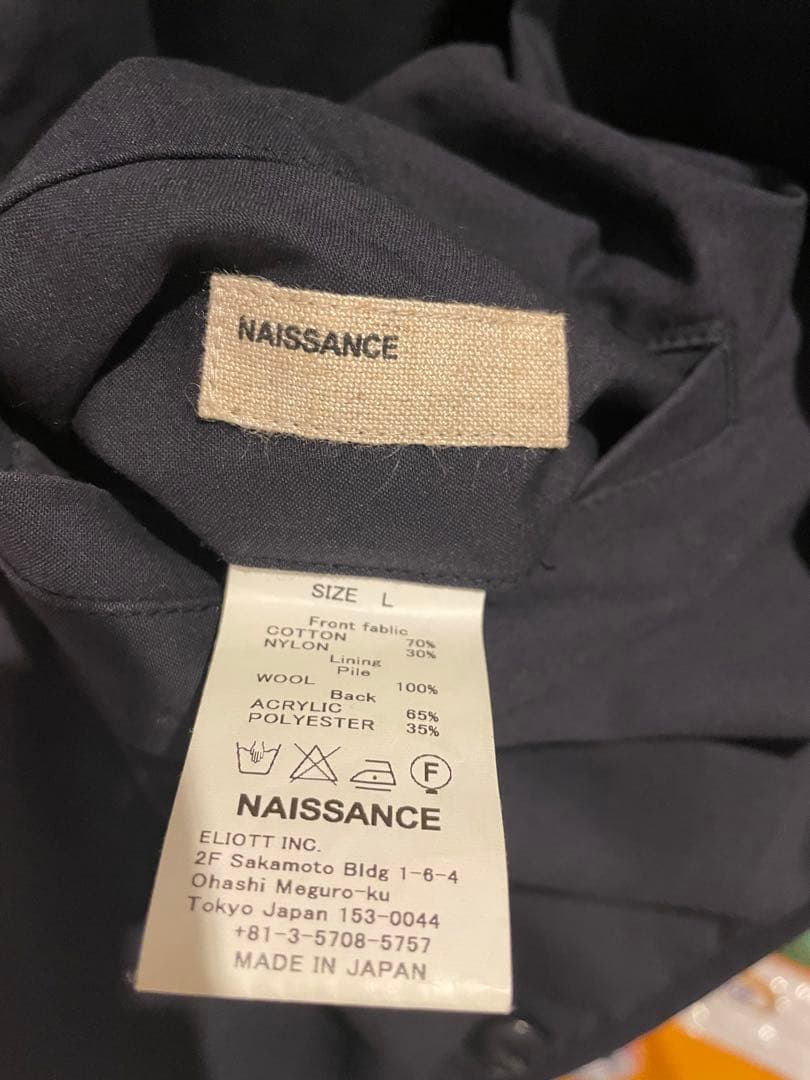 NAISSANCE
SIZE L
Front fablic
COTTON 70%
NYLON 30%
Lining
Pile
WOOL 100%
Back
ACRYLIC 65%
POLYESTER 35%
F
NAISSANCE
ELIOTT INC.
2F Sakamoto Bldg 1-6-4
Ohashi Meguro-ku
Tokyo Japan 153-0044
+81-3-5708-5757
MADE IN JAPAN